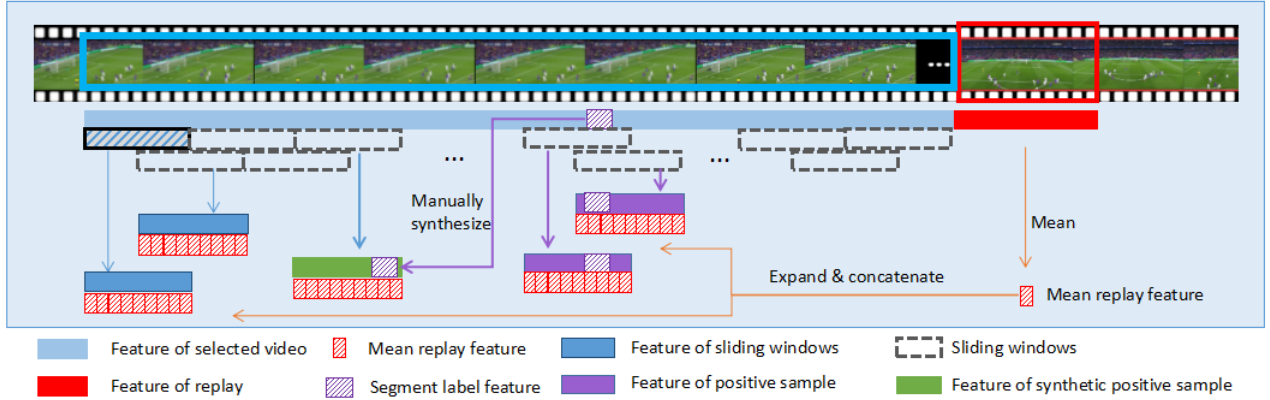 ...
... ...
Manually
synthesize
Mean
Expand & concatenate
Mean replay feature
Feature of selected video
Mean replay feature
Feature of sliding windows
Sliding windows
Feature of replay
Segment label feature
Feature of positive sample
Feature of synthetic positive sample